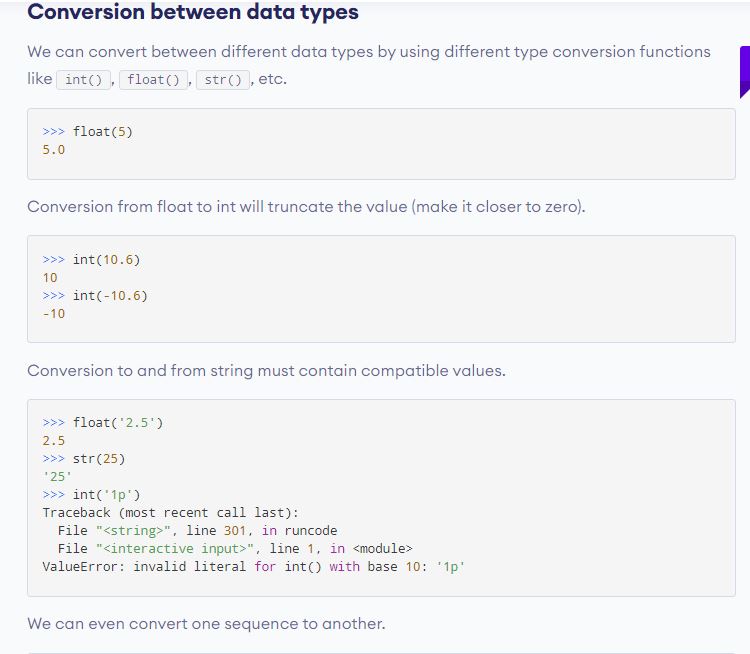 Conversion between data types
We can convert between different data types by using different type conversion functions
like int(), float(), str(), etc.
>>> float(5)
5.0
Conversion from float to int will truncate the value (make it closer to zero).
>>> int(10.6)
10
>>> int(-10.6)
-10
Conversion to and from string must contain compatible values.
>>> float('2.5')
2.5
>>> str(25)
'25'
>>> int('1p')
Traceback (most recent call last):
  File "<string>", line 301, in runcode
  File "<interactive input>", line 1, in <module>
ValueError: invalid literal for int() with base 10: '1p'
We can even convert one sequence to another.